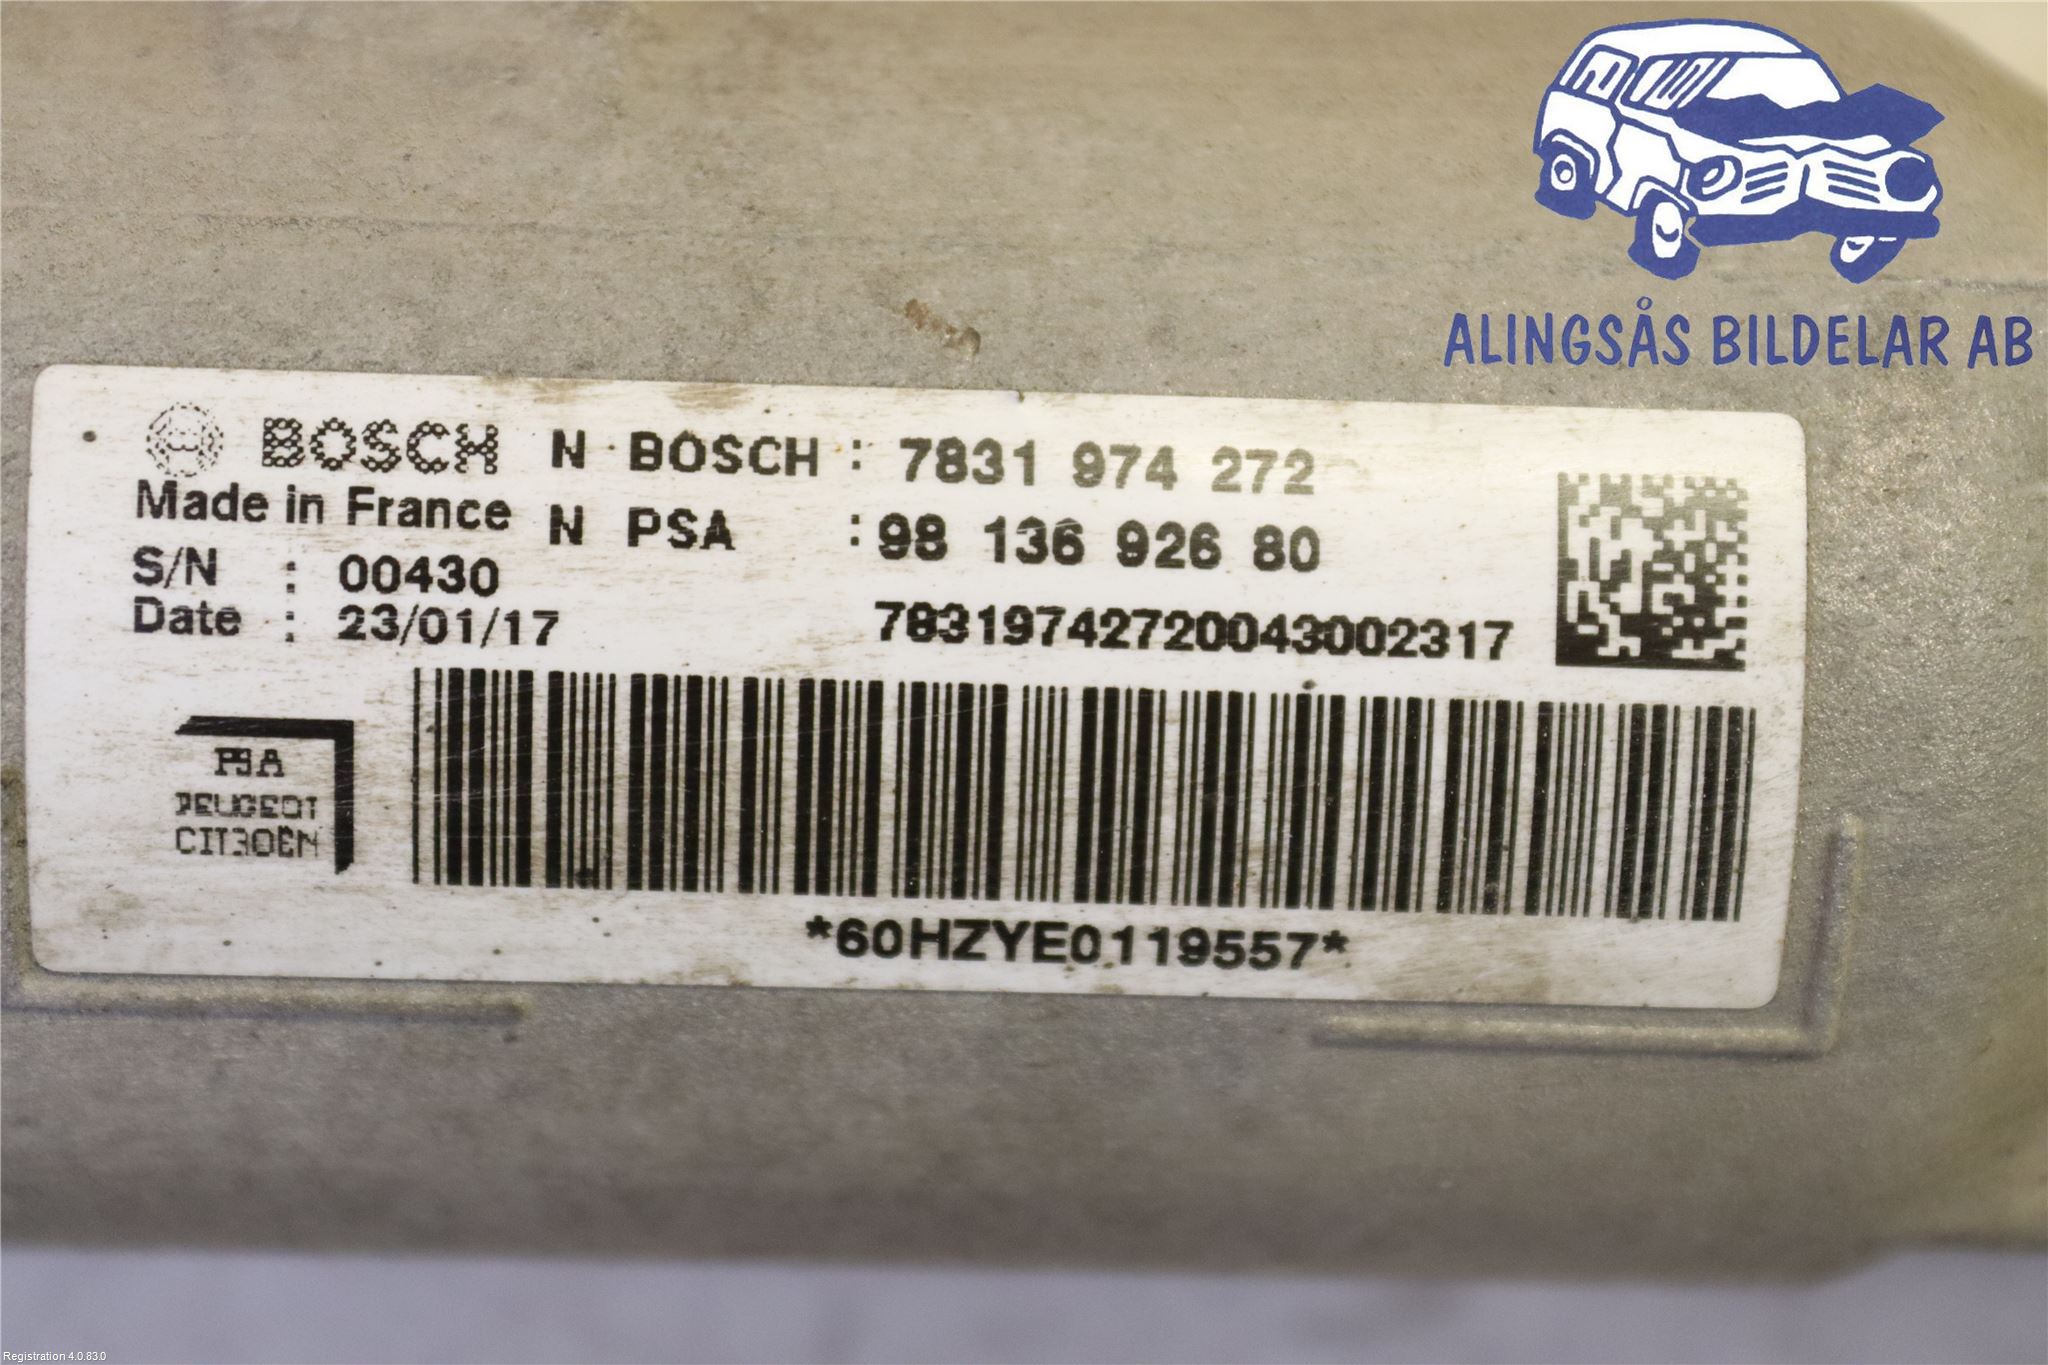 ALINGSÅS BILDELAR AB
BOSCH N BOSCH : 7831 974 272
Made in France N PSA : 98 136 926 80
S/N : 00430
Date : 23/01/17 78319742720043002317
PSA
PEUGEOT
CITROËN
*60HZYE0119557*
Registration 4.0.83.0